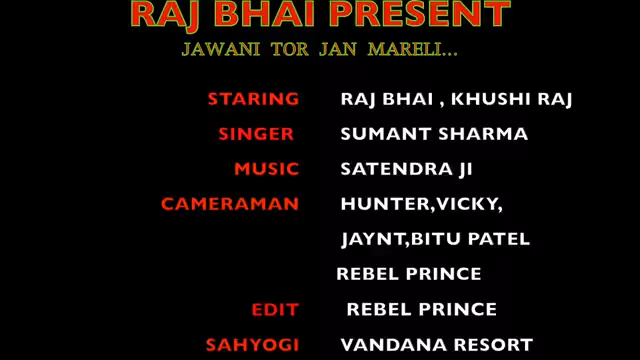 RAJ BHAI PRESENT
JAWANI TOR JAN MARELI...
STARING RAJ BHAI , KHUSHI RAJ
SINGER SUMANT SHARMA
MUSIC SATENDRA JI
CAMERAMAN HUNTER,VICKY,
JAYNT,BITU PATEL
REBEL PRINCE
EDIT REBEL PRINCE
SAHYOGI VANDANA RESORT